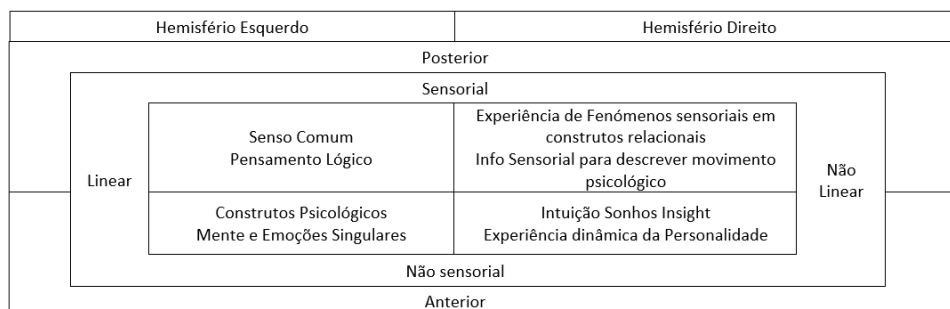 Hemisfério Esquerdo
Hemisfério Direito
Posterior
Sensorial
Linear
Senso Comum
Pensamento Lógico
Experiência de Fenómenos sensoriais em
construtos relacionais
Info Sensorial para descrever movimento
psicológico
Não
Linear
Construtos Psicológicos
Mente e Emoções Singulares
Intuição Sonhos Insight
Experiência dinâmica da Personalidade
Não sensorial
Anterior